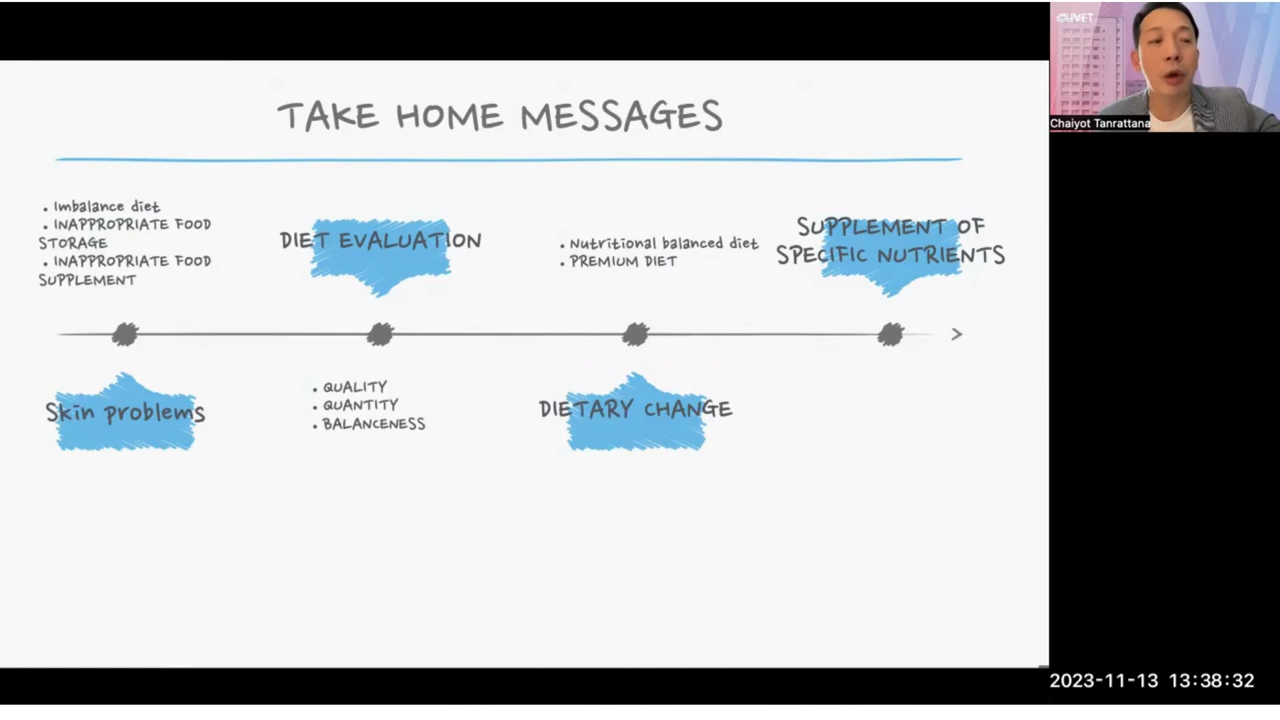 TAKE HOME MESSAGES
• Imbalance diet
• INAPPROPRIATE FOOD
STORAGE
• INAPPROPRIATE FOOD
SUPPLEMENT
Skin problems
DIET EVALUATION
• QUALITY
• QUANTITY
• BALANCENESS
• Nutritional balanced diet
• PREMIUM DIET
DIETARY CHANGE
SUPPLEMENT OF
SPECIFIC NUTRIENTS
>
CUVET
Chaiyot Tanrattana
2023-11-13 13:38:32